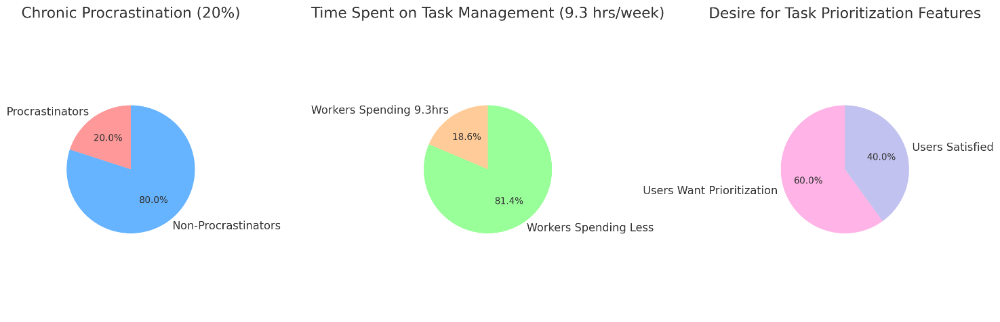 Chronic Procrastination (20%)
Procrastinators
20.0%
80.0%
Non-Procrastinators
Time Spent on Task Management (9.3 hrs/week)
Workers Spending 9.3hrs
18.6%
81.4%
Workers Spending Less
Desire for Task Prioritization Features
Users Satisfied
40.0%
60.0%
Users Want Prioritization